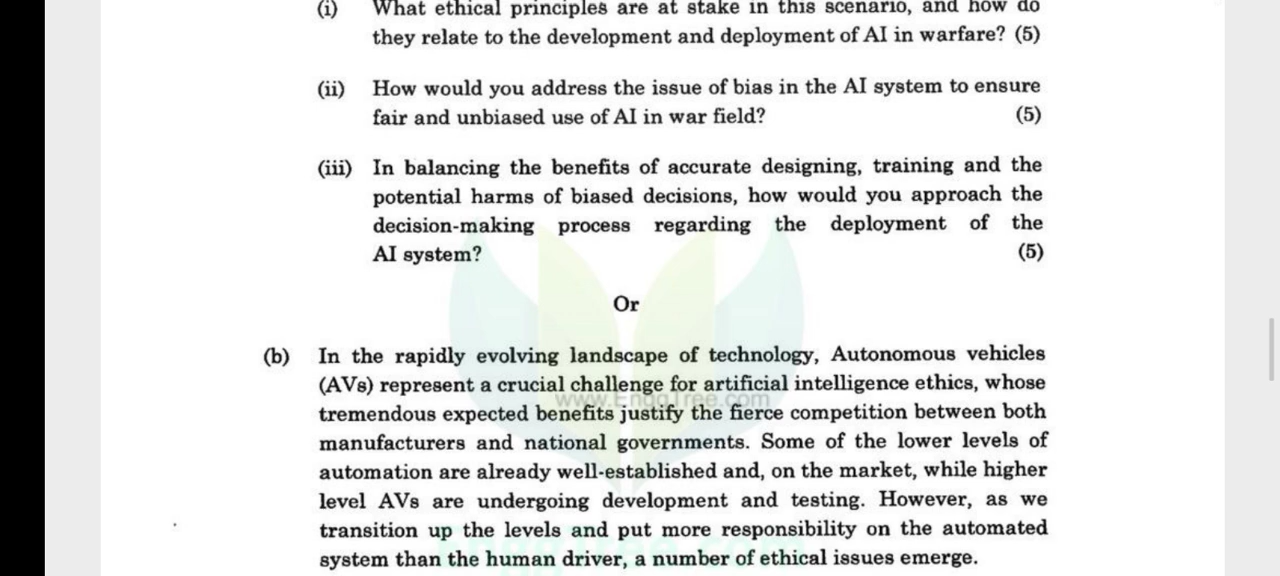 (i) What ethical principles are at stake in this scenario, and how do
they relate to the development and deployment of AI in warfare? (5)
(ii) How would you address the issue of bias in the AI system to ensure
fair and unbiased use of AI in war field? (5)
(iii) In balancing the benefits of accurate designing, training and the
potential harms of biased decisions, how would you approach the
decision-making process regarding the deployment of the
AI system? (5)
Or
(b) In the rapidly evolving landscape of technology, Autonomous vehicles
(AVs) represent a crucial challenge for artificial intelligence ethics, whose
www.EnggTree.com
tremendous expected benefits justify the fierce competition between both
manufacturers and national governments. Some of the lower levels of
automation are already well-established and, on the market, while higher
level AVs are undergoing development and testing. However, as we
transition up the levels and put more responsibility on the automated
system than the human driver, a number of ethical issues emerge.